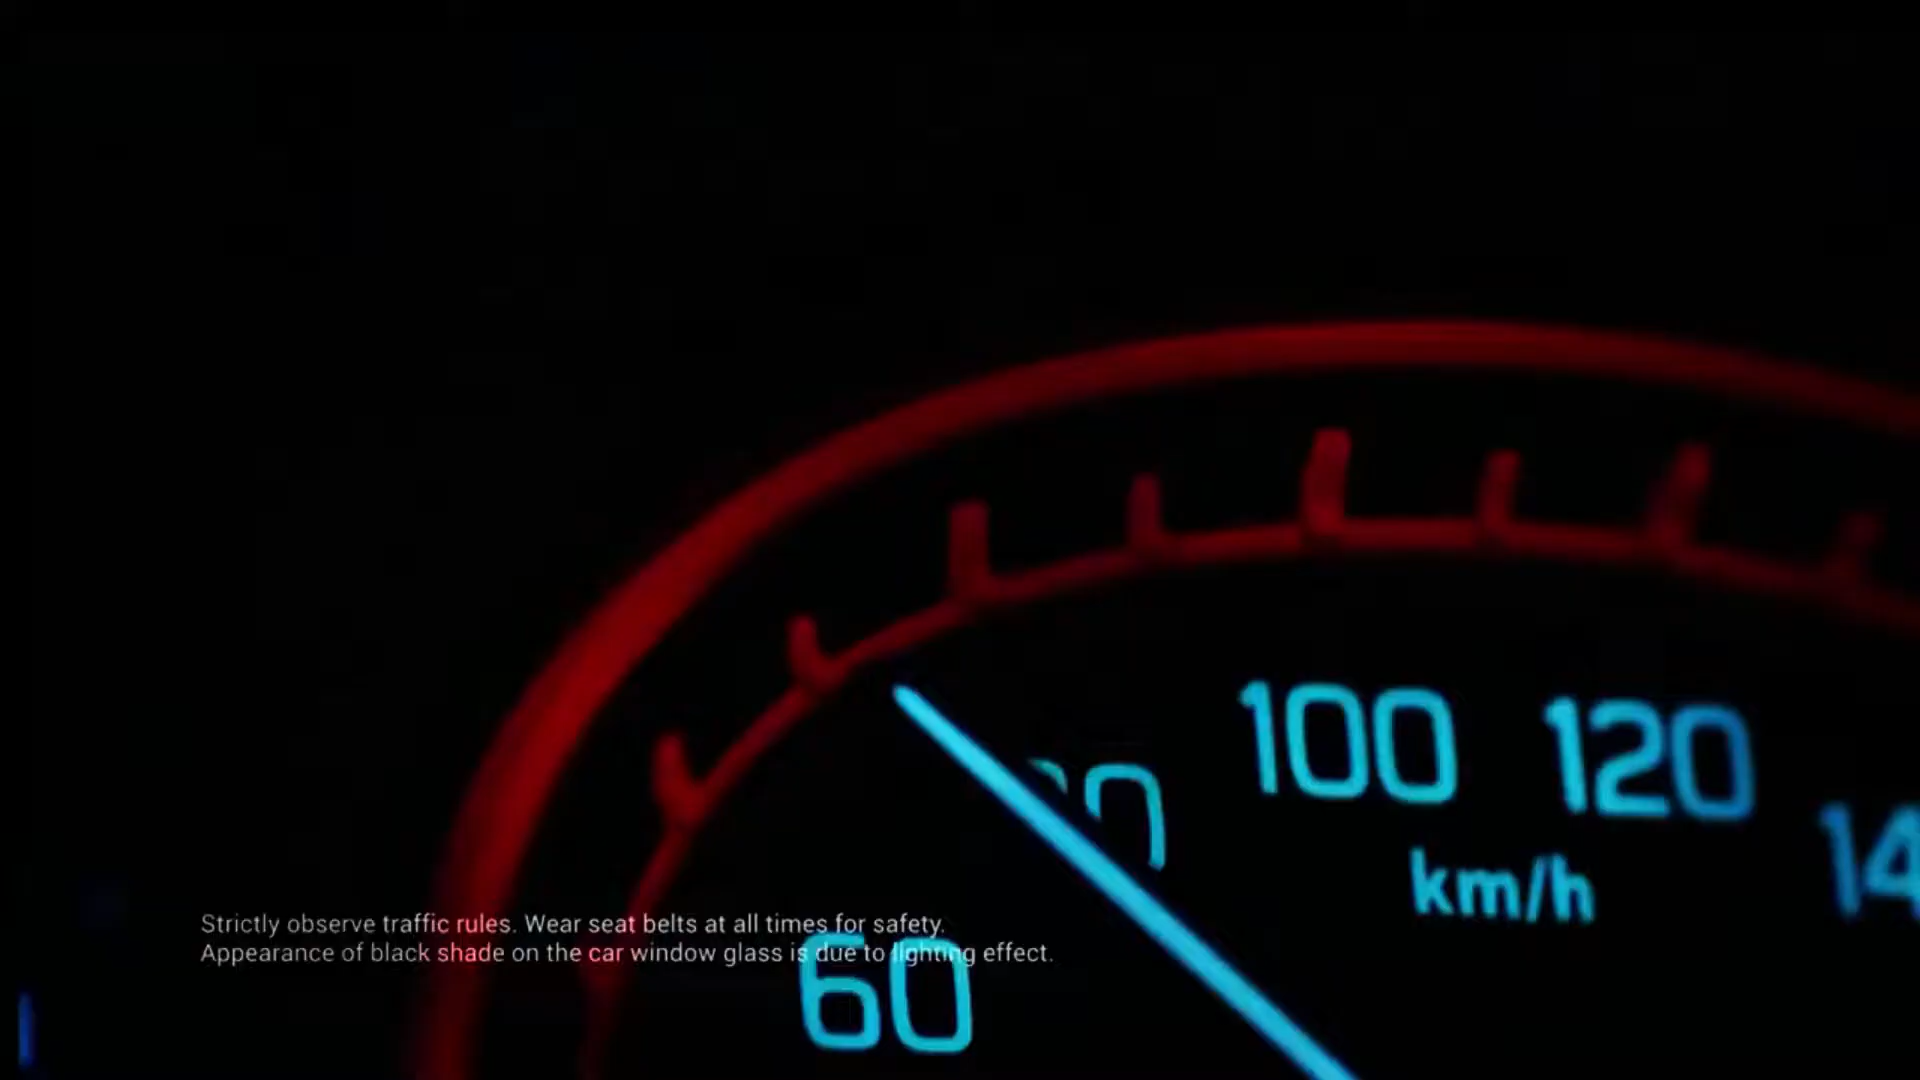 100 120
km/h
Strictly observe traffic rules. Wear seat belts at all times for safety.
Appearance of black shade on the car window glass is due to lighting effect.
60